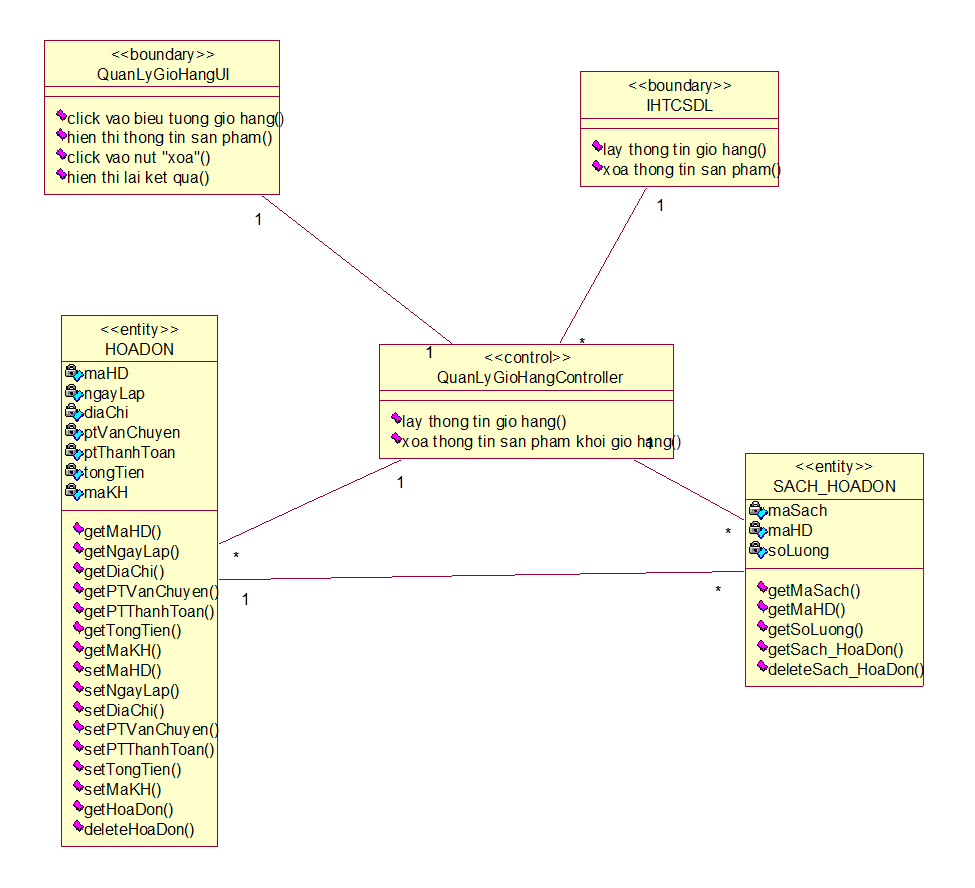 <<boundary>>
QuanLyGioHangUI
click vao bieu tuong gio hang()
hien thi thong tin san pham()
click vao nut "xoa"()
hien thi lai ket qua()
1
<<boundary>>
IHTCSDL
lay thong tin gio hang()
xoa thong tin san pham()
1
<<entity>>
HOADON
maHD
ngayLap
diaChi
ptVanChuyen
ptThanhToan
tongTien
maKH
getMaHD()
getNgayLap()
getDiaChi()
getPTVanChuyen()
getPTThanhToan()
getTongTien()
getMaKH()
setMaHD()
setNgayLap()
setDiaChi()
setPTVanChuyen()
setPTThanhToan()
setTongTien()
setMaKH()
getHoaDon()
deleteHoaDon()
1
*
<<control>>
QuanLyGioHangController
lay thong tin gio hang()
xoa thong tin san pham khoi gio hang()
1
1
*
1
*
*
<<entity>>
SACH_HOADON
maSach
maHD
soLuong
getMaSach()
getMaHD()
getSoLuong()
getSach_HoaDon()
deleteSach_HoaDon()
1
*